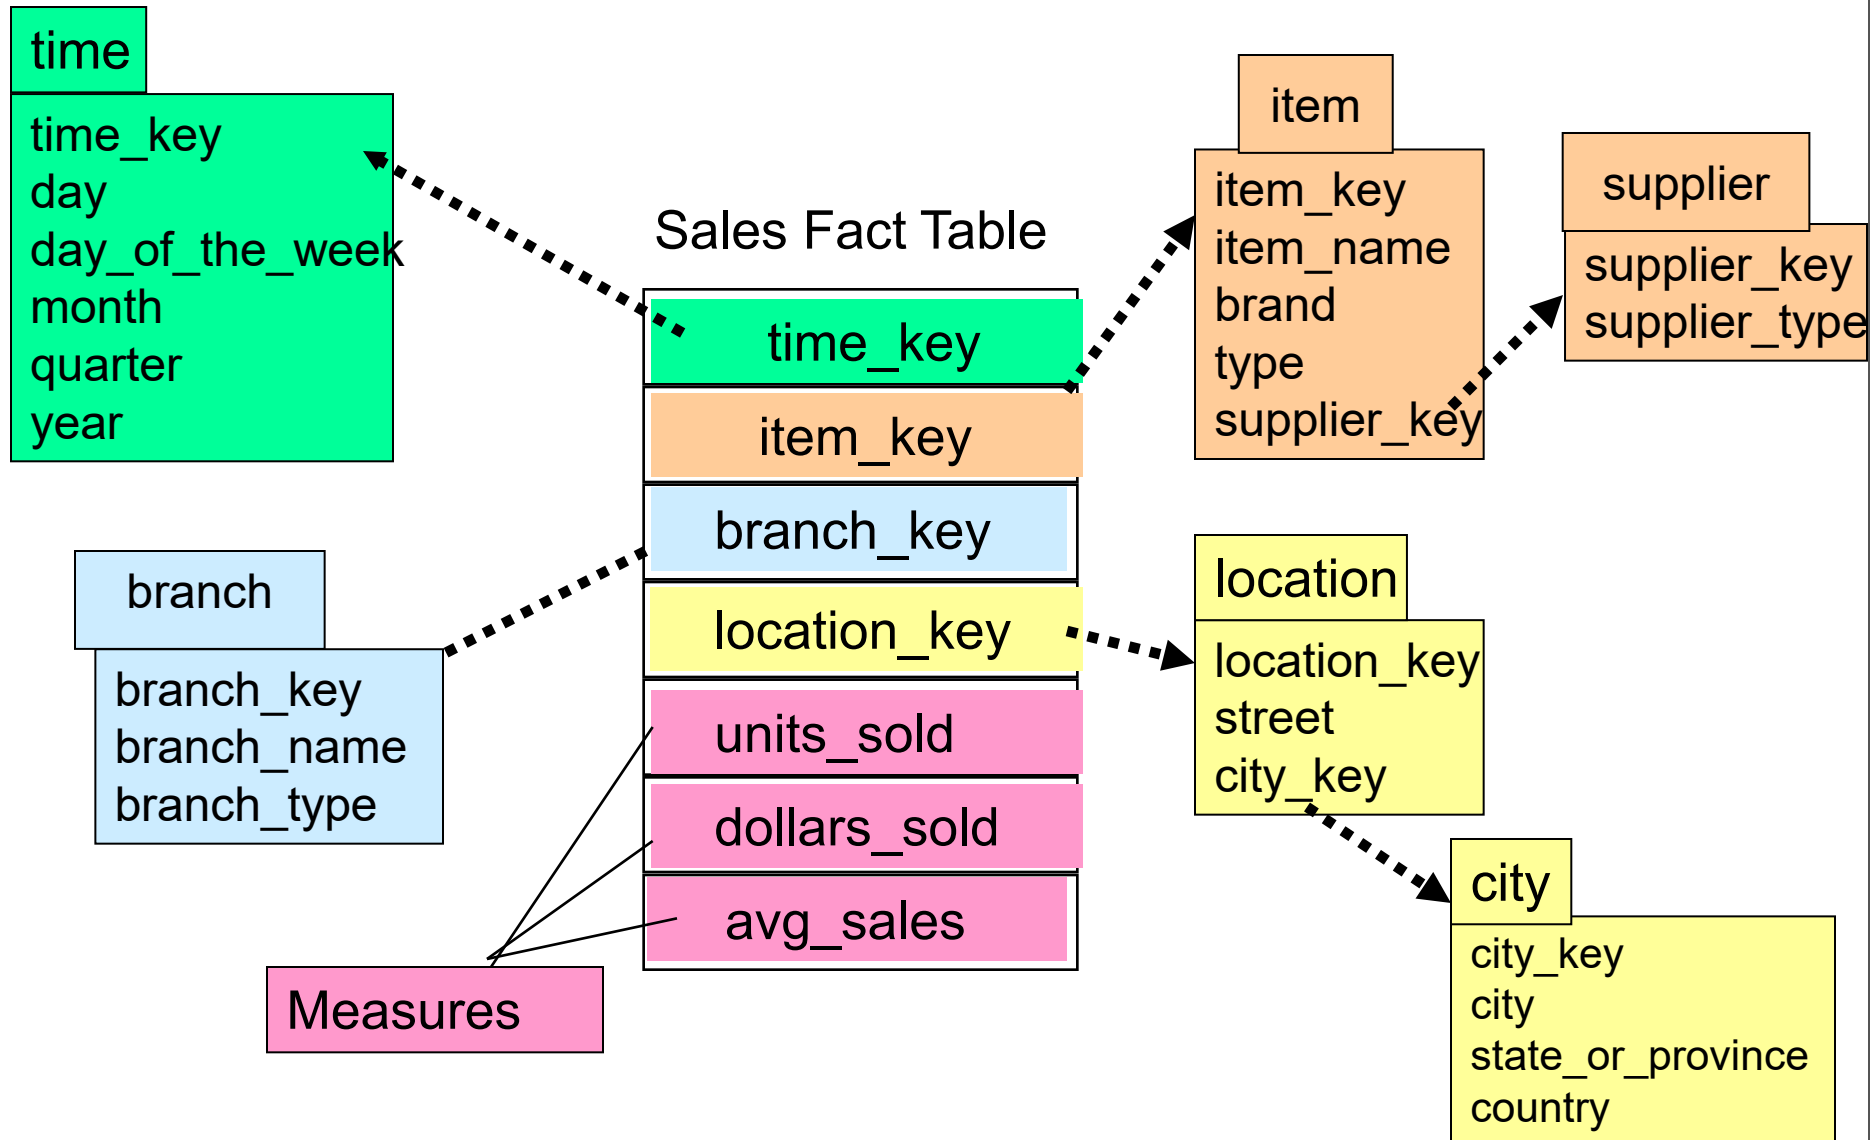 time
time_key
day
day_of_the_week
month
quarter
year
Sales Fact Table
time_key
item_key
branch_key
location_key
units_sold
dollars_sold
avg_sales
item
item_key
item_name
brand
type
supplier_key
supplier
supplier_key
supplier_type
branch
branch_key
branch_name
branch_type
location
location_key
street
city_key
city
city_key
city
state_or_province
country
Measures